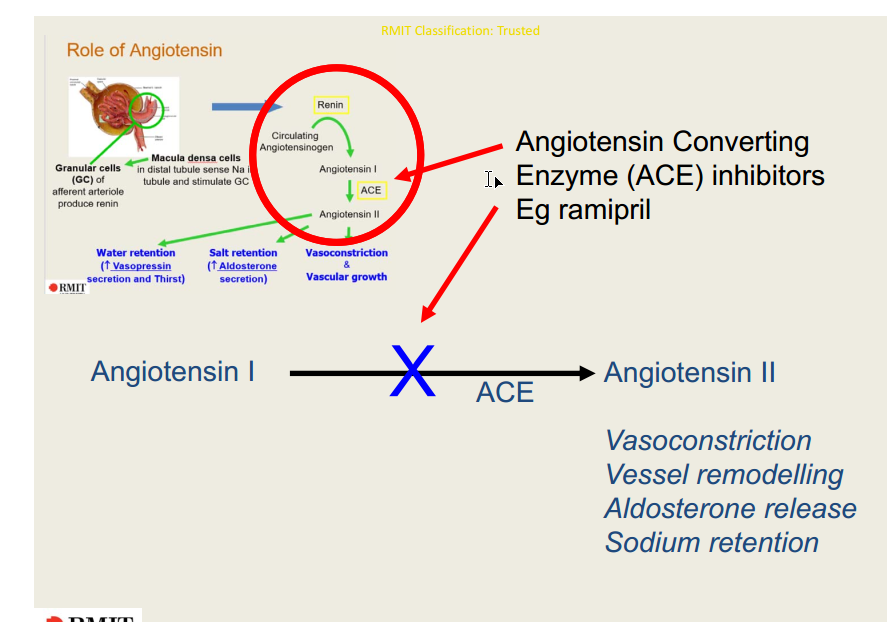 RMIT Classification: Trusted
Role of Angiotensin
Renin
Circulating
Angiotensinogen
Angiotensin I
ACE
Angiotensin II
Granular cells
(GC) of
afferent arteriole
produce renin
Macula densa cells
in distal tubule sense Na i
tubule and stimulate GC
Water retention
(↑ Vasopressin
secretion and Thirst)
Salt retention
(↑ Aldosterone
secretion)
Vasoconstriction
&
Vascular growth
RMIT
Angiotensin Converting
Enzyme (ACE) inhibitors
Eg ramipril
Angiotensin I
X
ACE
Angiotensin II
Vasoconstriction
Vessel remodelling
Aldosterone release
Sodium retention
RMIT